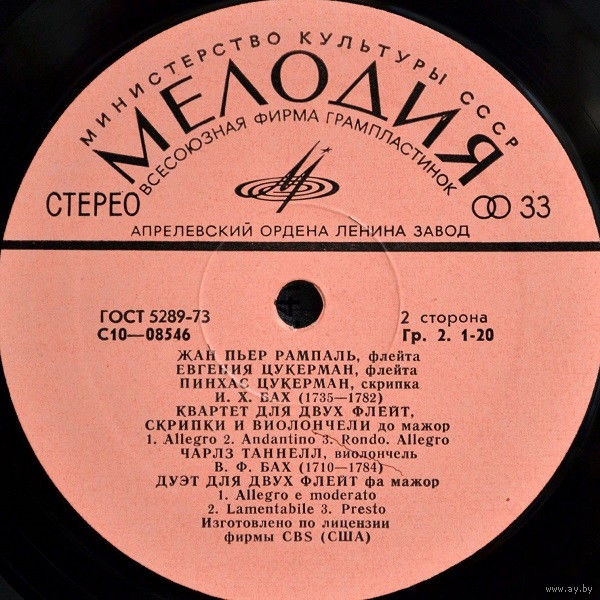 МИНИСТЕРСТВО КУЛЬТУРЫ СССР
МЕЛОДИЯ
ВСЕСОЮЗНАЯ ФИРМА ГРАМПЛАСТИНОК
СТЕРЕО
33
АПРЕЛЕВСКИЙ ОРДЕНА ЛЕНИНА ЗАВОД
ГОСТ 5289-73
2 сторона
С10—08546
Гр. 2. 1-20
ЖАН ПЬЕР РАМПАЛЬ, флейта
ЕВГЕНИЯ ЦУКЕРМАН, флейта
ПИНХАС ЦУКЕРМАН, скрипка
И. Х. БАХ (1735—1782)
КВАРТЕТ ДЛЯ ДВУХ ФЛЕЙТ,
СКРИПКИ И ВИОЛОНЧЕЛИ до мажор
1. Allegro 2. Andantino 3. Rondo. Allegro
ЧАРЛЗ ТАННЕЛЛ, виолончель
В. Ф. БАХ (1710—1784)
ДУЭТ ДЛЯ ДВУХ ФЛЕЙТ фа мажор
1. Allegro e moderato
2. Lamentabile 3. Presto
Изготовлено по лицензии
фирмы CBS (США)
www.ay.by